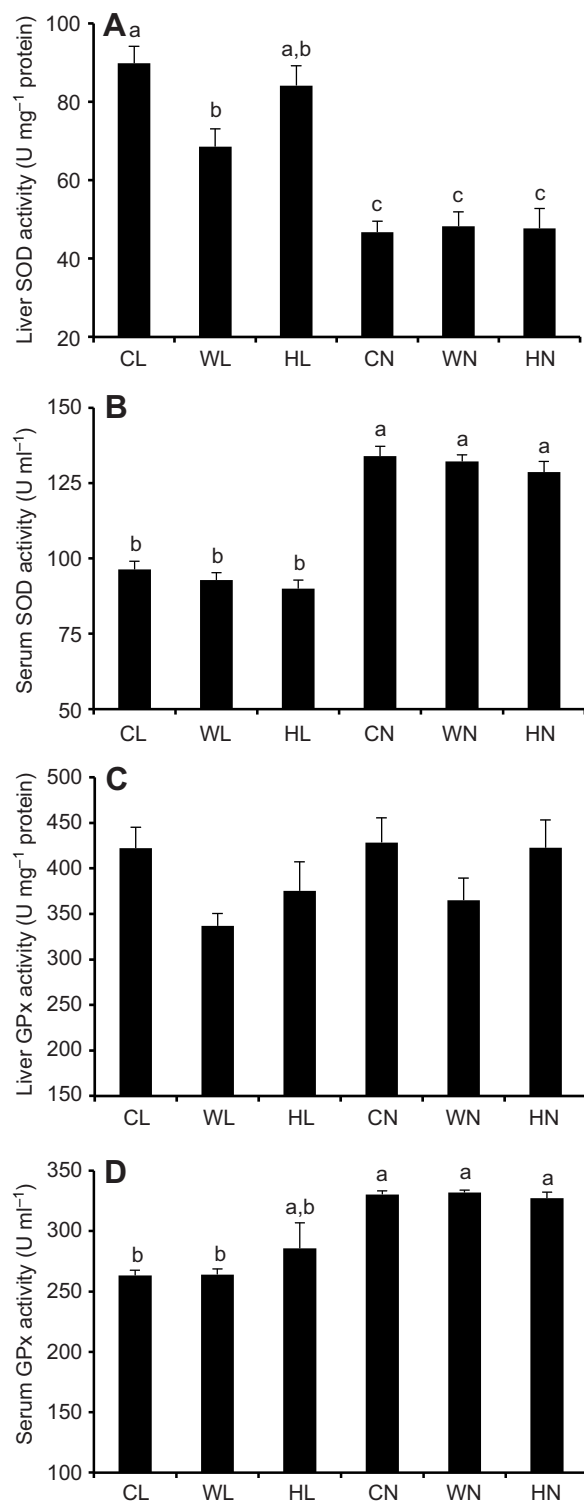 A
Liver SOD activity (U mg⁻¹ protein)
100
80
60
40
20
a
b
a,b
c
c
c
CL WL HL CN WN HN
B
Serum SOD activity (U ml⁻¹)
150
125
100
75
50
b
b
b
a
a
a
CL WL HL CN WN HN
C
Liver GPx activity (U mg⁻¹ protein)
500
450
400
350
300
250
200
150
CL WL HL CN WN HN
D
Serum GPx activity (U ml⁻¹)
350
300
250
200
150
100
b
b
a,b
a
a
a
CL WL HL CN WN HN